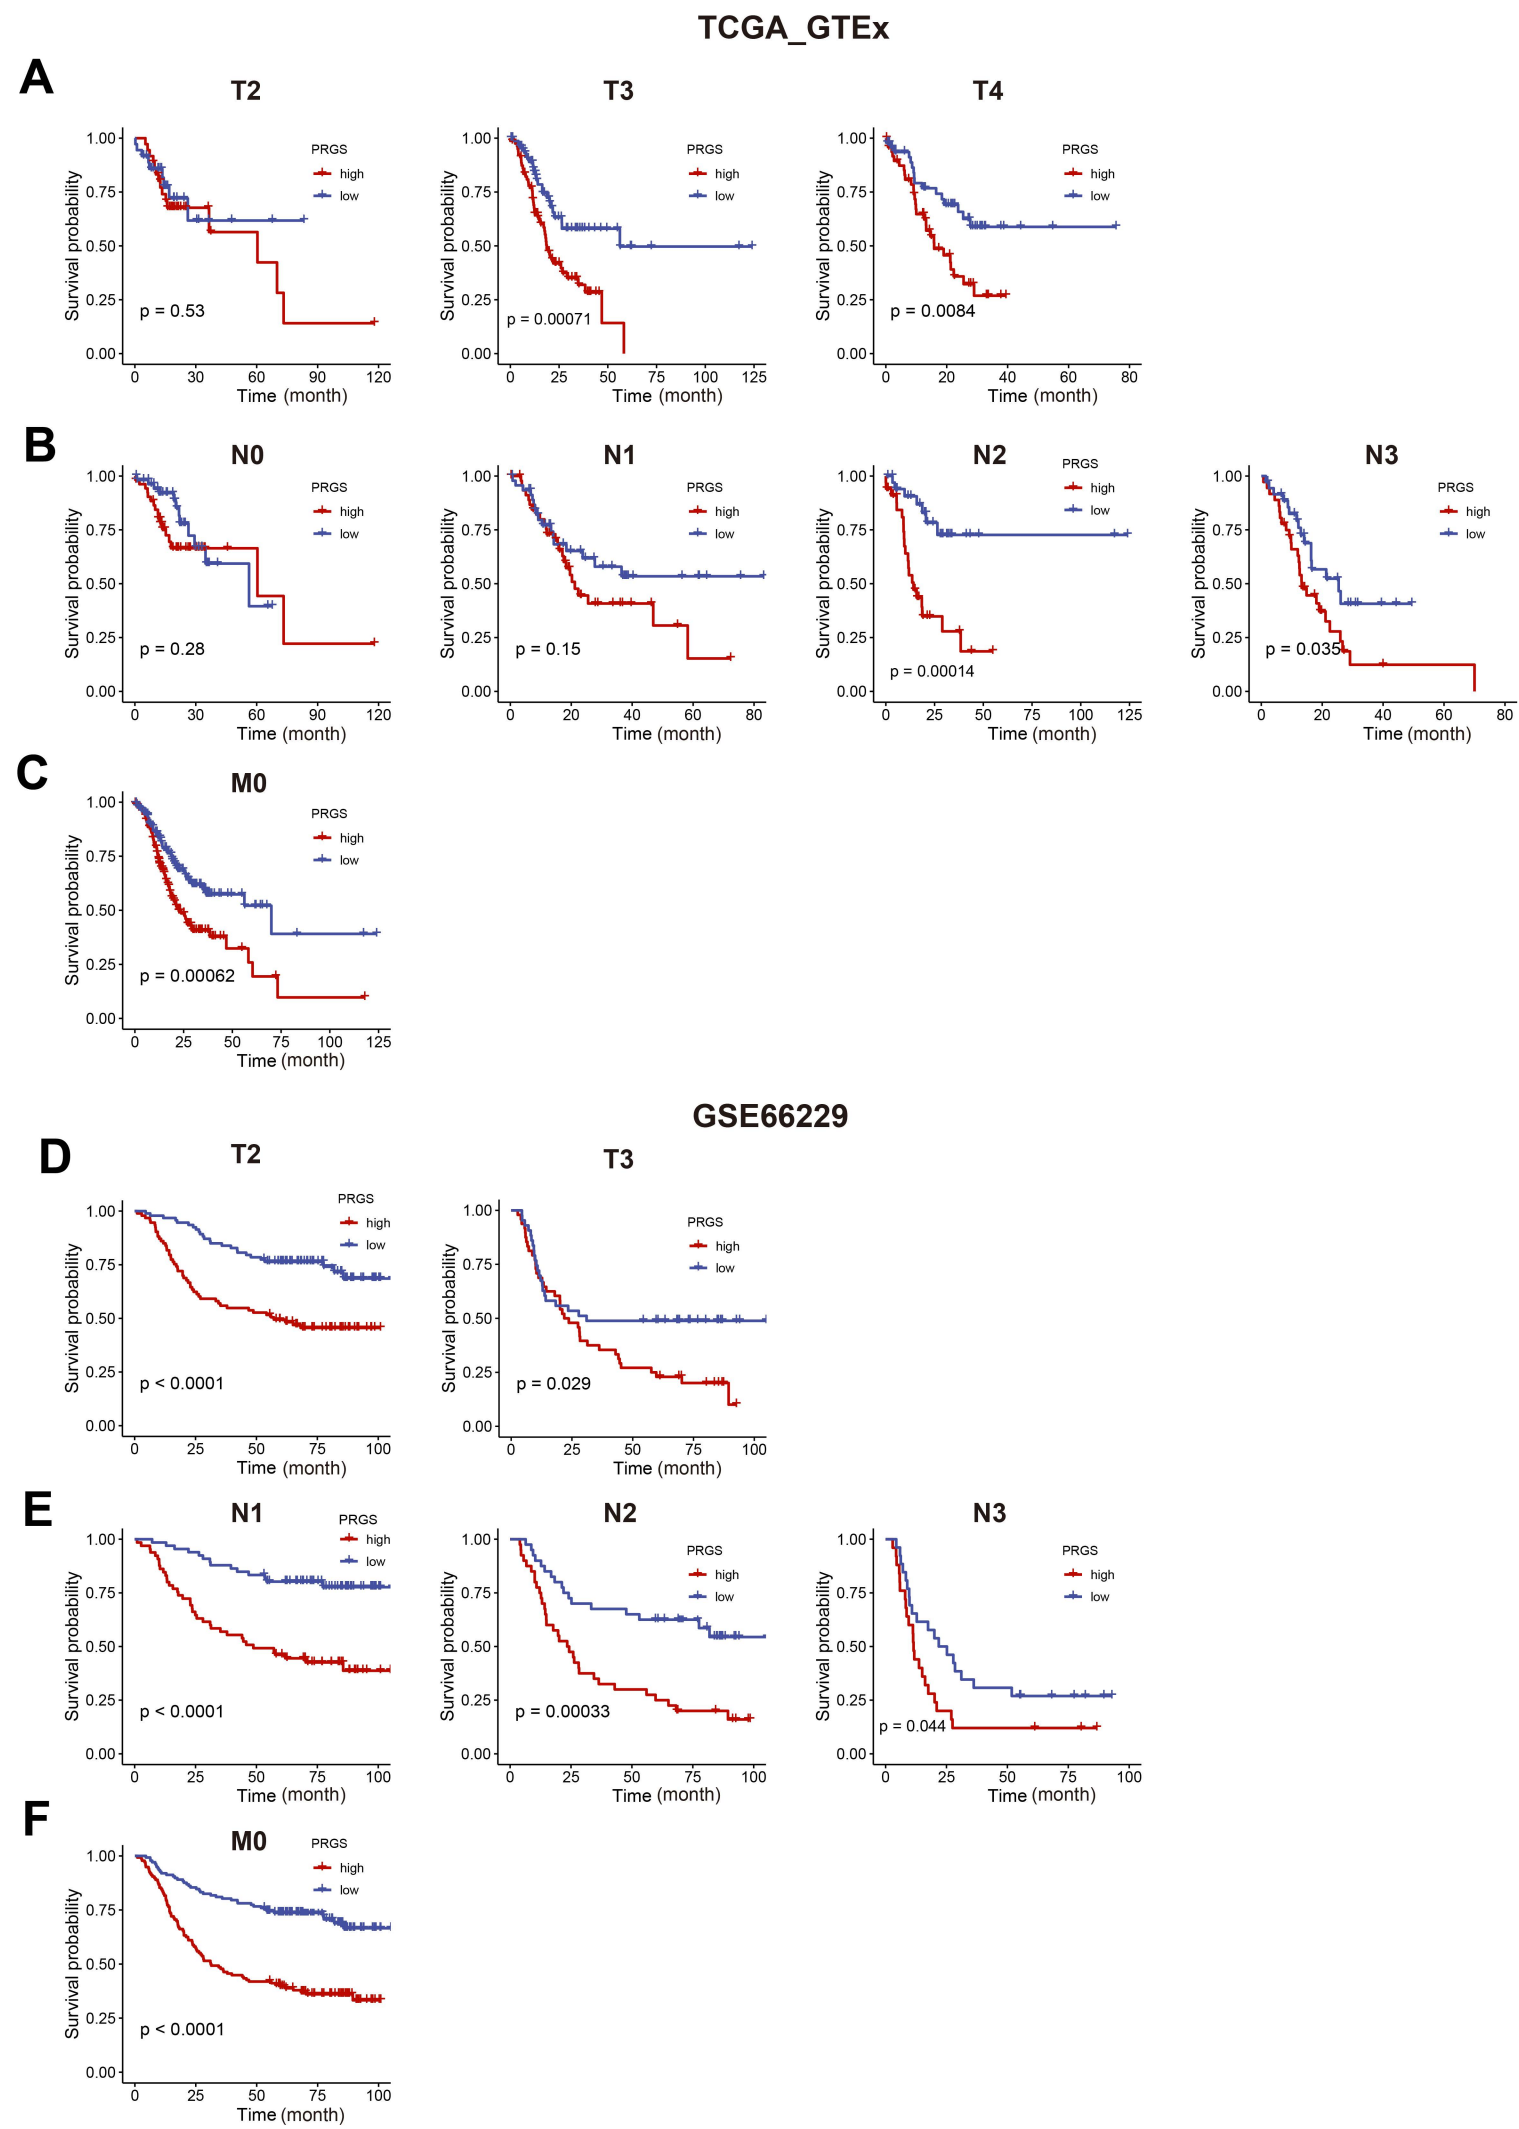 TCGA_GTEx
A
T2
T3
T4
Survival probability
1.00
0.75
0.50
0.25
0.00
PRGS
high
low
p = 0.53
0 30 60 90 120
Time (month)
Survival probability
1.00
0.75
0.50
0.25
0.00
PRGS
high
low
p = 0.00071
0 25 50 75 100 125
Time (month)
Survival probability
1.00
0.75
0.50
0.25
0.00
PRGS
high
low
p = 0.0084
0 20 40 60 80
Time (month)
B
N0
N1
N2
N3
Survival probability
1.00
0.75
0.50
0.25
0.00
PRGS
high
low
p = 0.28
0 30 60 90 120
Time (month)
Survival probability
1.00
0.75
0.50
0.25
0.00
PRGS
high
low
p = 0.15
0 20 40 60 80
Time (month)
Survival probability
1.00
0.75
0.50
0.25
0.00
PRGS
high
low
p = 0.00014
0 25 50 75 100 125
Time (month)
Survival probability
1.00
0.75
0.50
0.25
0.00
PRGS
high
low
p = 0.035
0 20 40 60 80
Time (month)
C
M0
Survival probability
1.00
0.75
0.50
0.25
0.00
PRGS
high
low
p = 0.00062
0 25 50 75 100 125
Time (month)
GSE66229
D
T2
T3
Survival probability
1.00
0.75
0.50
0.25
0.00
PRGS
high
low
p < 0.0001
0 25 50 75 100
Time (month)
Survival probability
1.00
0.75
0.50
0.25
0.00
PRGS
high
low
p = 0.029
0 25 50 75 100
Time (month)
E
N1
N2
N3
Survival probability
1.00
0.75
0.50
0.25
0.00
PRGS
high
low
p < 0.0001
0 25 50 75 100
Time (month)
Survival probability
1.00
0.75
0.50
0.25
0.00
PRGS
high
low
p = 0.00033
0 25 50 75 100
Time (month)
Survival probability
1.00
0.75
0.50
0.25
0.00
PRGS
high
low
p = 0.044
0 25 50 75 100
Time (month)
F
M0
Survival probability
1.00
0.75
0.50
0.25
0.00
PRGS
high
low
p < 0.0001
0 25 50 75 100
Time (month)